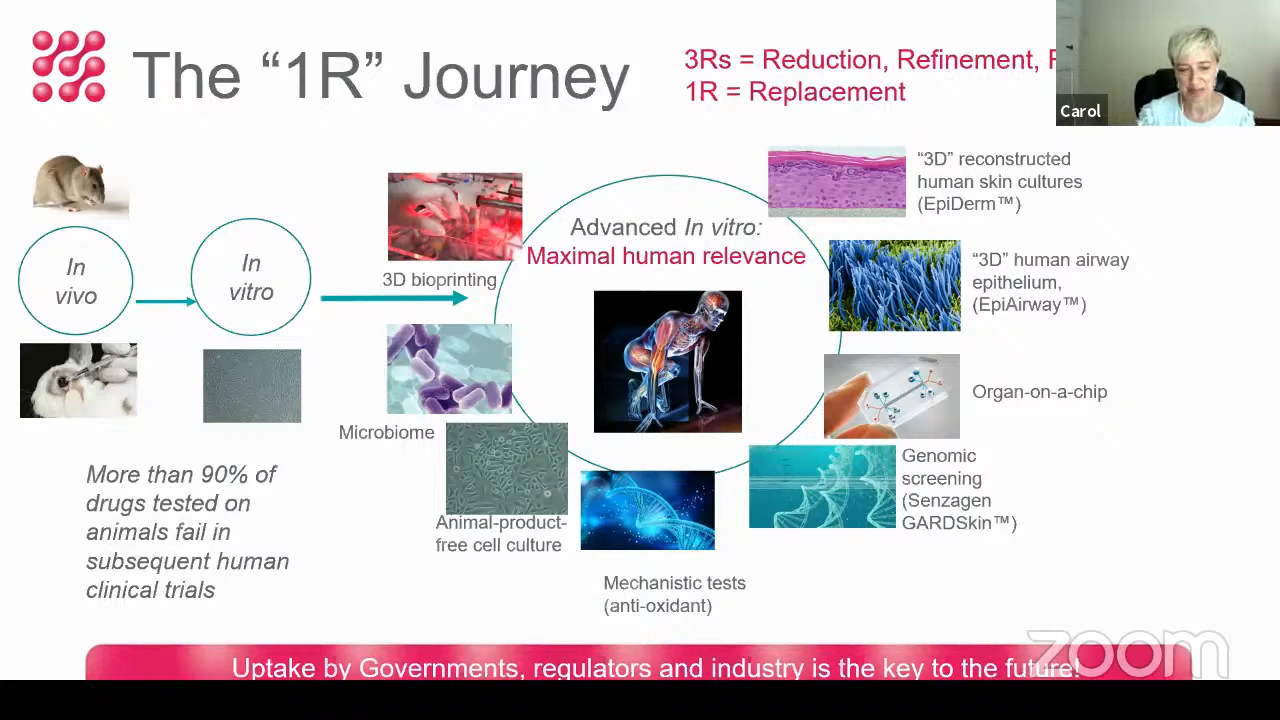 The “1R” Journey
3Rs = Reduction, Refinement,
1R = Replacement
Carol
In
vivo
In
vitro
3D bioprinting
Microbiome
Animal-product-
free cell culture
Advanced In vitro:
Maximal human relevance
“3D” reconstructed
human skin cultures
(EpiDerm™)
“3D” human airway
epithelium,
(EpiAirway™)
Organ-on-a-chip
Genomic
screening
(Senzagen
GARDSkin™)
Mechanistic tests
(anti-oxidant)
More than 90% of
drugs tested on
animals fail in
subsequent human
clinical trials
Uptake by Governments, regulators and industry is the key to the future!
zoom